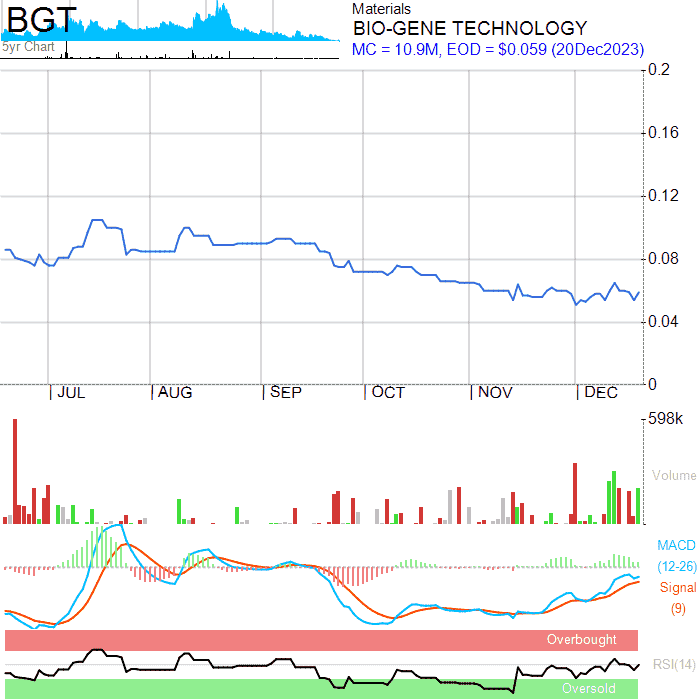 BGT
5yr Chart
Materials
BIO-GENE TECHNOLOGY
MC = 10.9M, EOD = $0.059 (20Dec2023)
0.2
0.16
0.12
0.08
0.04
0
JUL AUG SEP OCT NOV DEC
598k
Volume
MACD
(12-26)
Signal
(9)
Overbought
RSI(14)
Oversold